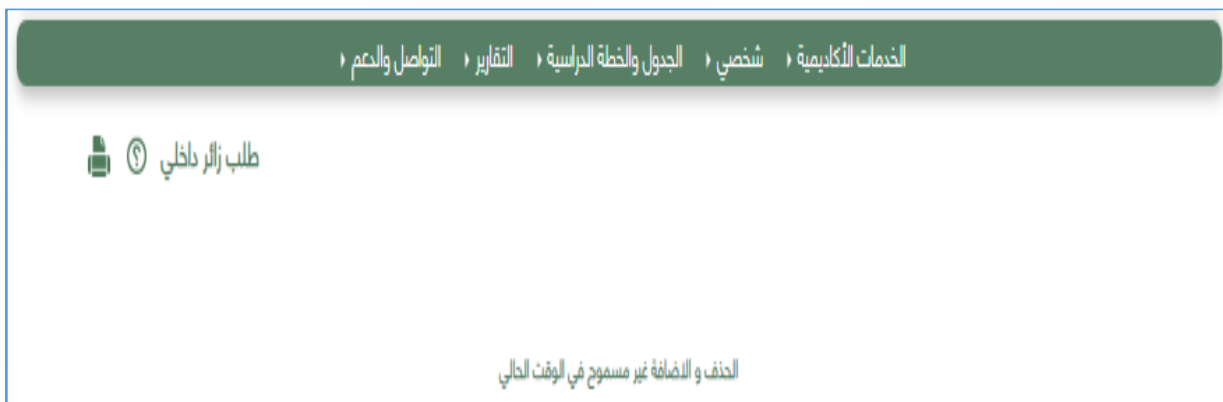 الخدمات الأكاديمية شخصي الجدول والخطة الدراسية التقارير التواصل والدعم
طلب زائر داخلي
الحذف و الاضافة غير مسموح في الوقت الحالي